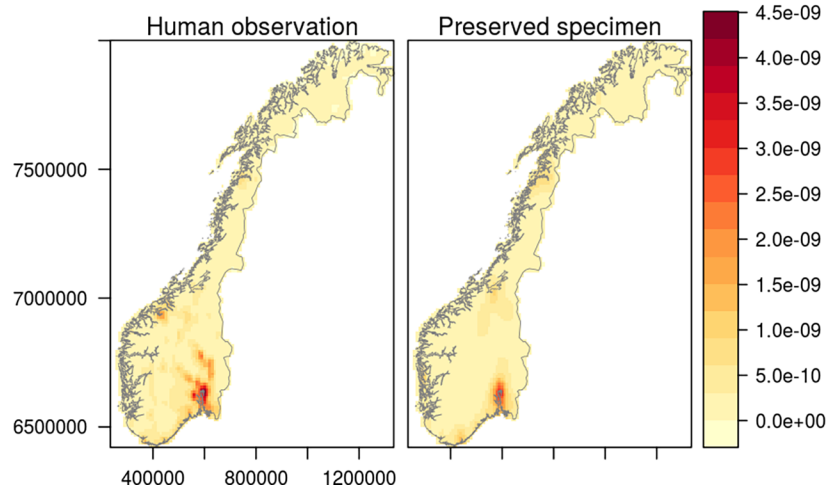 Human observation
Preserved specimen
7500000
7000000
6500000
400000
800000
1200000
4.5e-09
4.0e-09
3.5e-09
3.0e-09
2.5e-09
2.0e-09
1.5e-09
1.0e-09
5.0e-10
0.0e+00